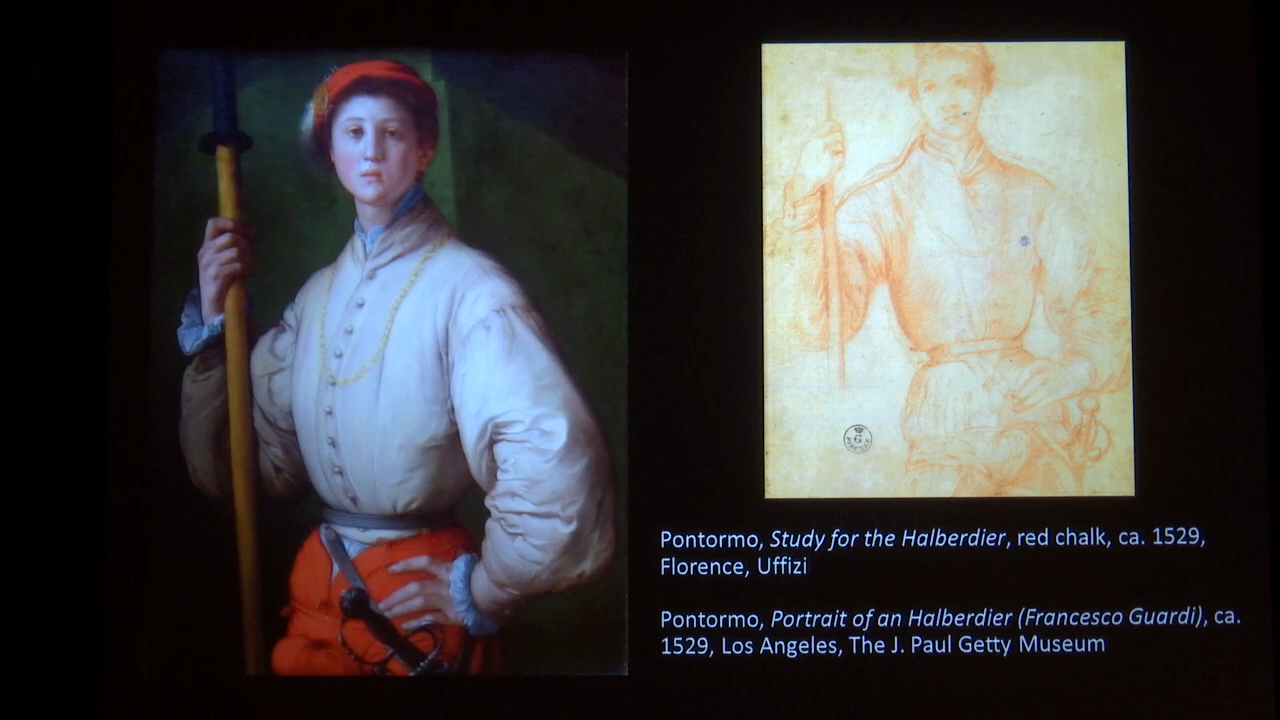 Pontormo, Study for the Halberdier, red chalk, ca. 1529,
Florence, Uffizi
Pontormo, Portrait of an Halberdier (Francesco Guardi), ca.
1529, Los Angeles, The J. Paul Getty Museum